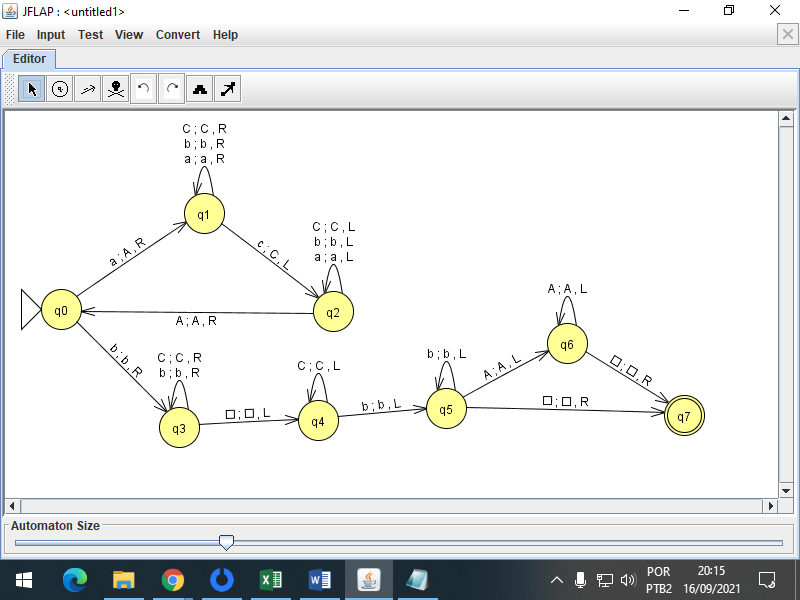 JFLAP : <untitled1>
File Input Test View Convert Help
Editor
C ; C , R
b ; b , R
a ; a , R
q1
a ; A , R
c ; C , L
C ; C , L
b ; b , L
a ; a , L
q0
q2
A ; A , R
A ; A , L
q6
b ; b , R
C ; C , R
b ; b , R
C ; C , L
b ; b , L
A ; A , L
□ ; □ , R
q3
□ ; □ , L
q4
b ; b , L
q5
□ ; □ , R
q7
Automaton Size
POR
PTB2
20:15
16/09/2021